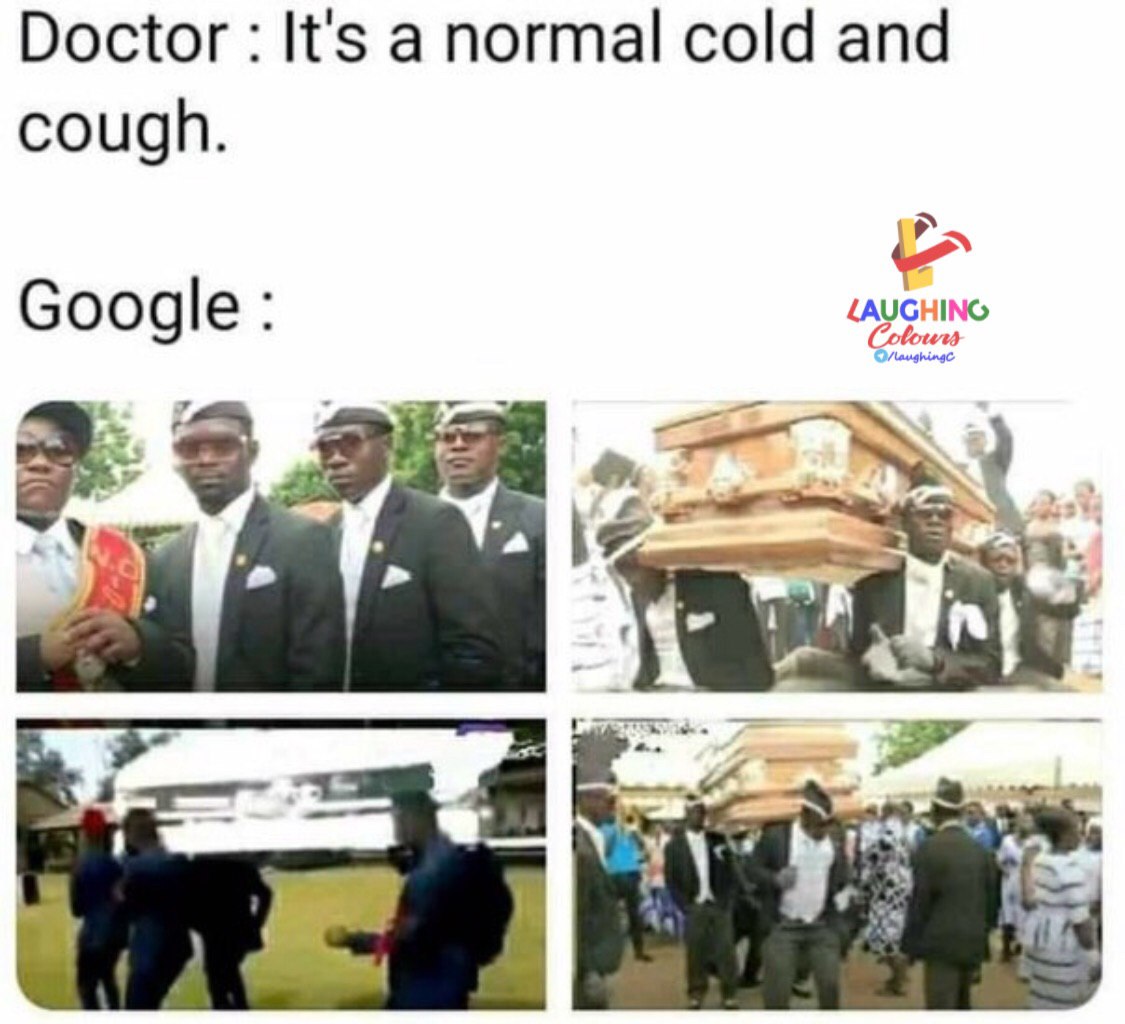 Doctor : It's a normal cold and
cough.
Google :
LAUGHING
Colours
/laughingC